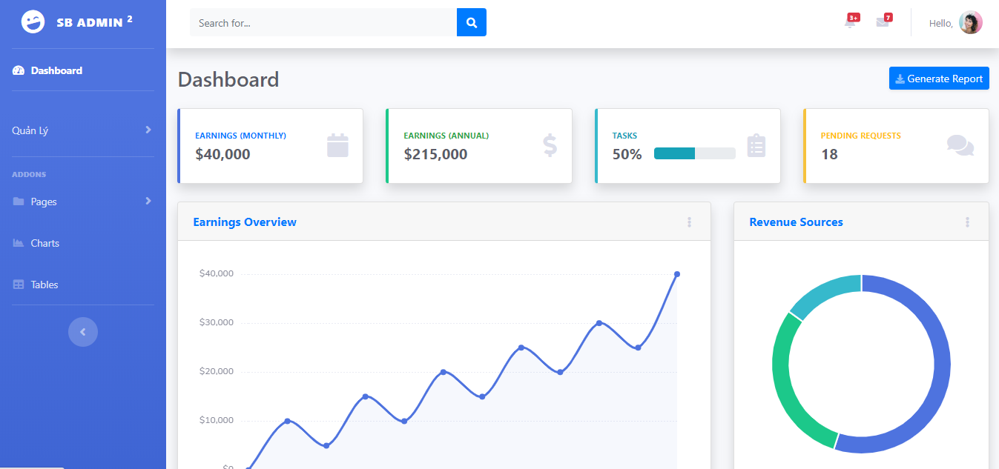 SB ADMIN 2
Search for...
3+
7
Hello,
Dashboard
Quản Lý
ADDONS
Pages
Charts
Tables
Dashboard
Generate Report
EARNINGS (MONTHLY)
$40,000
EARNINGS (ANNUAL)
$215,000
TASKS
50%
PENDING REQUESTS
18
Earnings Overview
$40,000
$30,000
$20,000
$10,000
$0
Revenue Sources